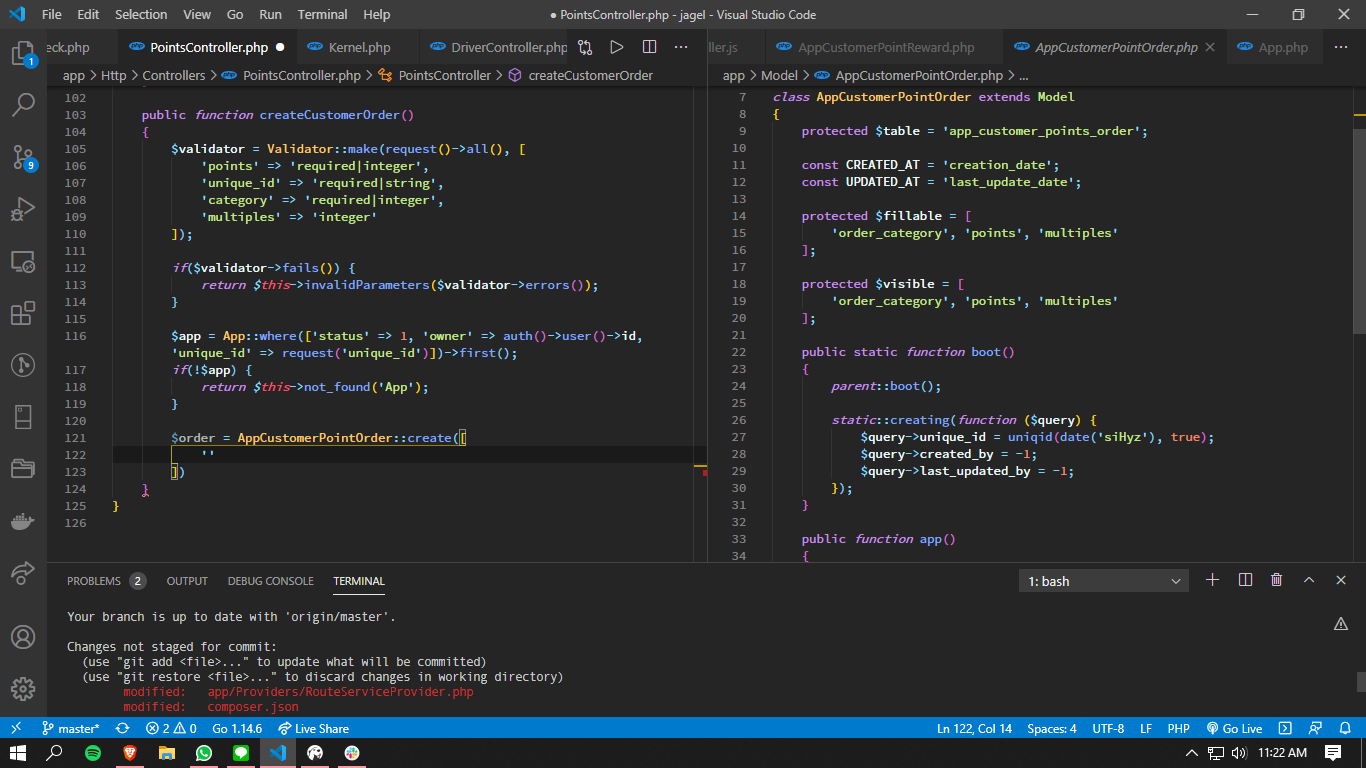 File Edit Selection View Go Run Terminal Help
● PointsController.php - jagel - Visual Studio Code
eck.php PointsController.php ● Kernel.php DriverController.php
app > Http > Controllers > PointsController.php > PointsController > createCustomerOrder
102
103 public function createCustomerOrder()
104 {
105 $validator = Validator::make(request()->all(), [
106 'points' => 'required|integer',
107 'unique_id' => 'required|string',
108 'category' => 'required|integer',
109 'multiples' => 'integer'
110 ]);
111
112 if($validator->fails()) {
113 return $this->invalidParameters($validator->errors());
114 }
115
116 $app = App::where(['status' => 1, 'owner' => auth()->user()->id,
'unique_id' => request('unique_id')])->first();
117 if(!$app) {
118 return $this->not_found('App');
119 }
120
121 $order = AppCustomerPointOrder::create([
122 ''
123 ])
124 }
125 }
126
ller.js AppCustomerPointReward.php AppCustomerPointOrder.php App.php
app > Model > AppCustomerPointOrder.php > ...
7 class AppCustomerPointOrder extends Model
8 {
9 protected $table = 'app_customer_points_order';
10
11 const CREATED_AT = 'creation_date';
12 const UPDATED_AT = 'last_update_date';
13
14 protected $fillable = [
15 'order_category', 'points', 'multiples'
16 ];
17
18 protected $visible = [
19 'order_category', 'points', 'multiples'
20 ];
21
22 public static function boot()
23 {
24 parent::boot();
25
26 static::creating(function ($query) {
27 $query->unique_id = uniqid(date('siHyz'), true);
28 $query->created_by = -1;
29 $query->last_updated_by = -1;
30 });
31 }
32
33 public function app()
34 {
PROBLEMS 2 OUTPUT DEBUG CONSOLE TERMINAL
1: bash
Your branch is up to date with 'origin/master'.
Changes not staged for commit:
(use "git add <file>..." to update what will be committed)
(use "git restore <file>..." to discard changes in working directory)
modified: app/Providers/RouteServiceProvider.php
modified: composer.json
1
9
master* 2 0 Go 1.14.6 Live Share
Ln 122, Col 14 Spaces: 4 UTF-8 LF PHP Go Live
11:22 AM